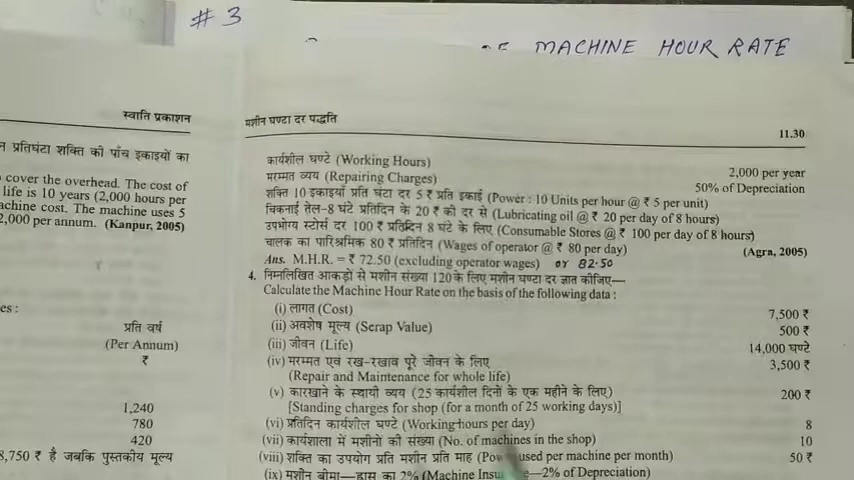 # 3
MACHINE HOUR RATE
स्वाति प्रकाशन
न प्रतिघंटा शक्ति की पाँच इकाइयों का
cover the overhead. The cost of
life is 10 years (2,000 hours per
achine cost. The machine uses 5
2,000 per annum. (Kanpur, 2005)
es :
प्रति वर्ष
(Per Annum)
₹
1,240
780
420
8,750 ₹ है जबकि पुस्तकीय मूल्य
मशीन घण्टा दर पद्धति
11.30
कार्यशील घण्टे (Working Hours) 2,000 per year
मरम्मत व्यय (Repairing Charges) 50% of Depreciation
शक्ति 10 इकाइयाँ प्रति घंटा दर 5 ₹ प्रति इकाई (Power : 10 Units per hour @ ₹ 5 per unit)
चिकनाई तेल-8 घंटे प्रतिदिन के 20 ₹ की दर से (Lubricating oil @ ₹ 20 per day of 8 hours)
उपभोग्य स्टोर्स दर 100 ₹ प्रतिदिन 8 घंटे के लिए (Consumable Stores @ ₹ 100 per day of 8 hours)
चालक का पारिश्रमिक 80 ₹ प्रतिदिन (Wages of operator @ ₹ 80 per day) (Agra, 2005)
Ans. M.H.R. = ₹ 72.50 (excluding operator wages) or 82.50
4. निम्नलिखित आकड़ों से मशीन संख्या 120 के लिए मशीन घण्टा दर ज्ञात कीजिए—
Calculate the Machine Hour Rate on the basis of the following data :
(i) लागत (Cost) 7,500 ₹
(ii) अवशेष मूल्य (Scrap Value) 500 ₹
(iii) जीवन (Life) 14,000 घण्टे
(iv) मरम्मत एवं रख-रखाव पूरे जीवन के लिए 3,500 ₹
(Repair and Maintenance for whole life)
(v) कारखाने के स्थायी व्यय (25 कार्यशील दिनों के एक महीने के लिए) 200 ₹
[Standing charges for shop (for a month of 25 working days)]
(vi) प्रतिदिन कार्यशील घण्टे (Working hours per day) 8
(vii) कार्यशाला में मशीनों की संख्या (No. of machines in the shop) 10
(viii) शक्ति का उपयोग प्रति मशीन प्रति माह (Pow used per machine per month) 50 ₹
(ix) मशीन बीमा—ह्रास का 2% (Machine Insu e—2% of Depreciation)